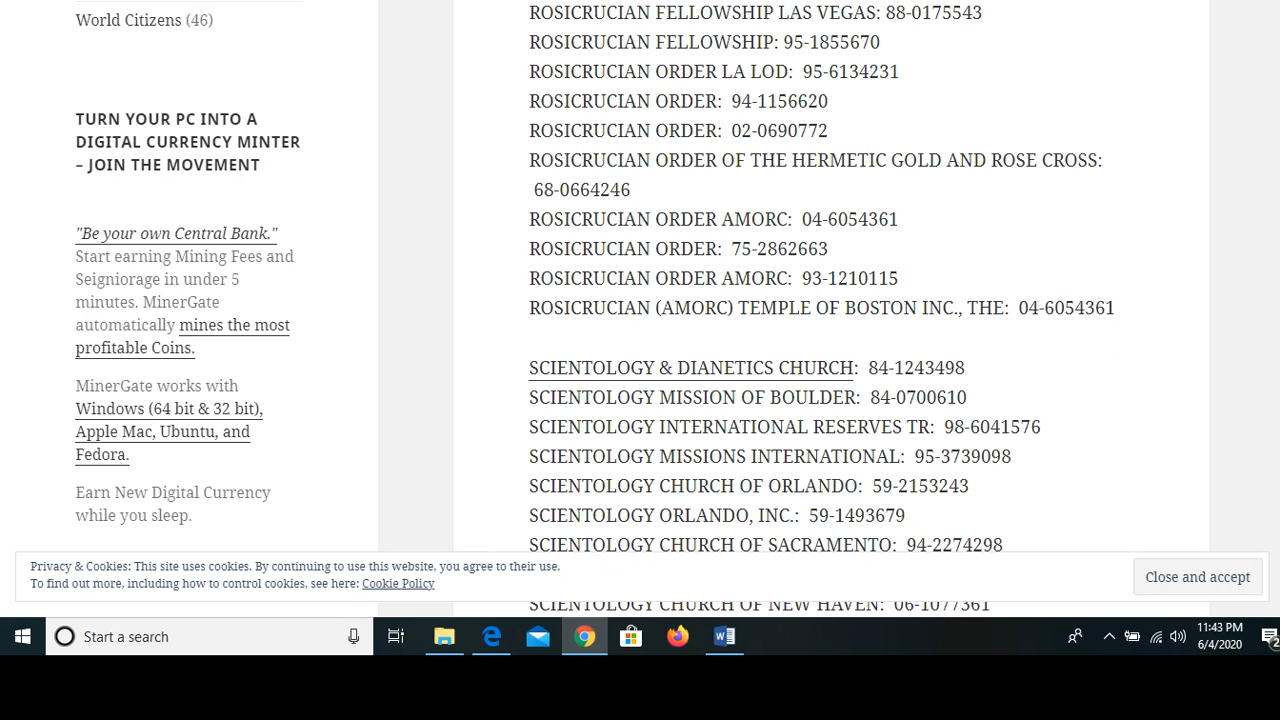 World Citizens (46)
TURN YOUR PC INTO A
DIGITAL CURRENCY MINTER
– JOIN THE MOVEMENT
"Be your own Central Bank."
Start earning Mining Fees and
Seigniorage in under 5
minutes. MinerGate
automatically mines the most
profitable Coins.
MinerGate works with
Windows (64 bit & 32 bit),
Apple Mac, Ubuntu, and
Fedora.
Earn New Digital Currency
while you sleep.
ROSICRUCIAN FELLOWSHIP LAS VEGAS: 88-0175543
ROSICRUCIAN FELLOWSHIP: 95-1855670
ROSICRUCIAN ORDER LA LOD:  95-6134231
ROSICRUCIAN ORDER:  94-1156620
ROSICRUCIAN ORDER:  02-0690772
ROSICRUCIAN ORDER OF THE HERMETIC GOLD AND ROSE CROSS:
68-0664246
ROSICRUCIAN ORDER AMORC:  04-6054361
ROSICRUCIAN ORDER:  75-2862663
ROSICRUCIAN ORDER AMORC:  93-1210115
ROSICRUCIAN (AMORC) TEMPLE OF BOSTON INC., THE:  04-6054361
SCIENTOLOGY & DIANETICS CHURCH:  84-1243498
SCIENTOLOGY MISSION OF BOULDER:  84-0700610
SCIENTOLOGY INTERNATIONAL RESERVES TR:  98-6041576
SCIENTOLOGY MISSIONS INTERNATIONAL:  95-3739098
SCIENTOLOGY CHURCH OF ORLANDO:  59-2153243
SCIENTOLOGY ORLANDO, INC.:  59-1493679
SCIENTOLOGY CHURCH OF SACRAMENTO:  94-2274298
SCIENTOLOGY CHURCH OF NEW HAVEN:  06-1077361
Privacy & Cookies: This site uses cookies. By continuing to use this website, you agree to their use.
To find out more, including how to control cookies, see here: Cookie Policy
Close and accept
Start a search
11:43 PM
6/4/2020
2